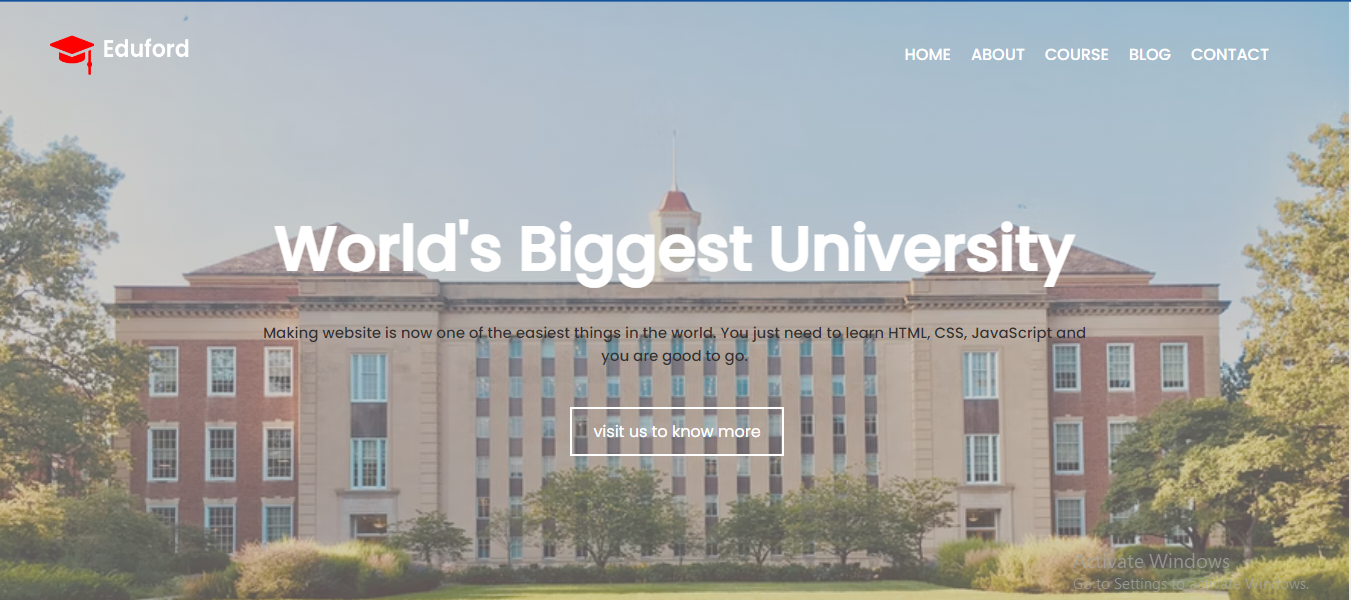 Eduford
HOME ABOUT COURSE BLOG CONTACT
World's Biggest University
Making website is now one of the easiest things in the world. You just need to learn HTML, CSS, JavaScript and
you are good to go.
visit us to know more
Activate Windows
Go to Settings to activate Windows.